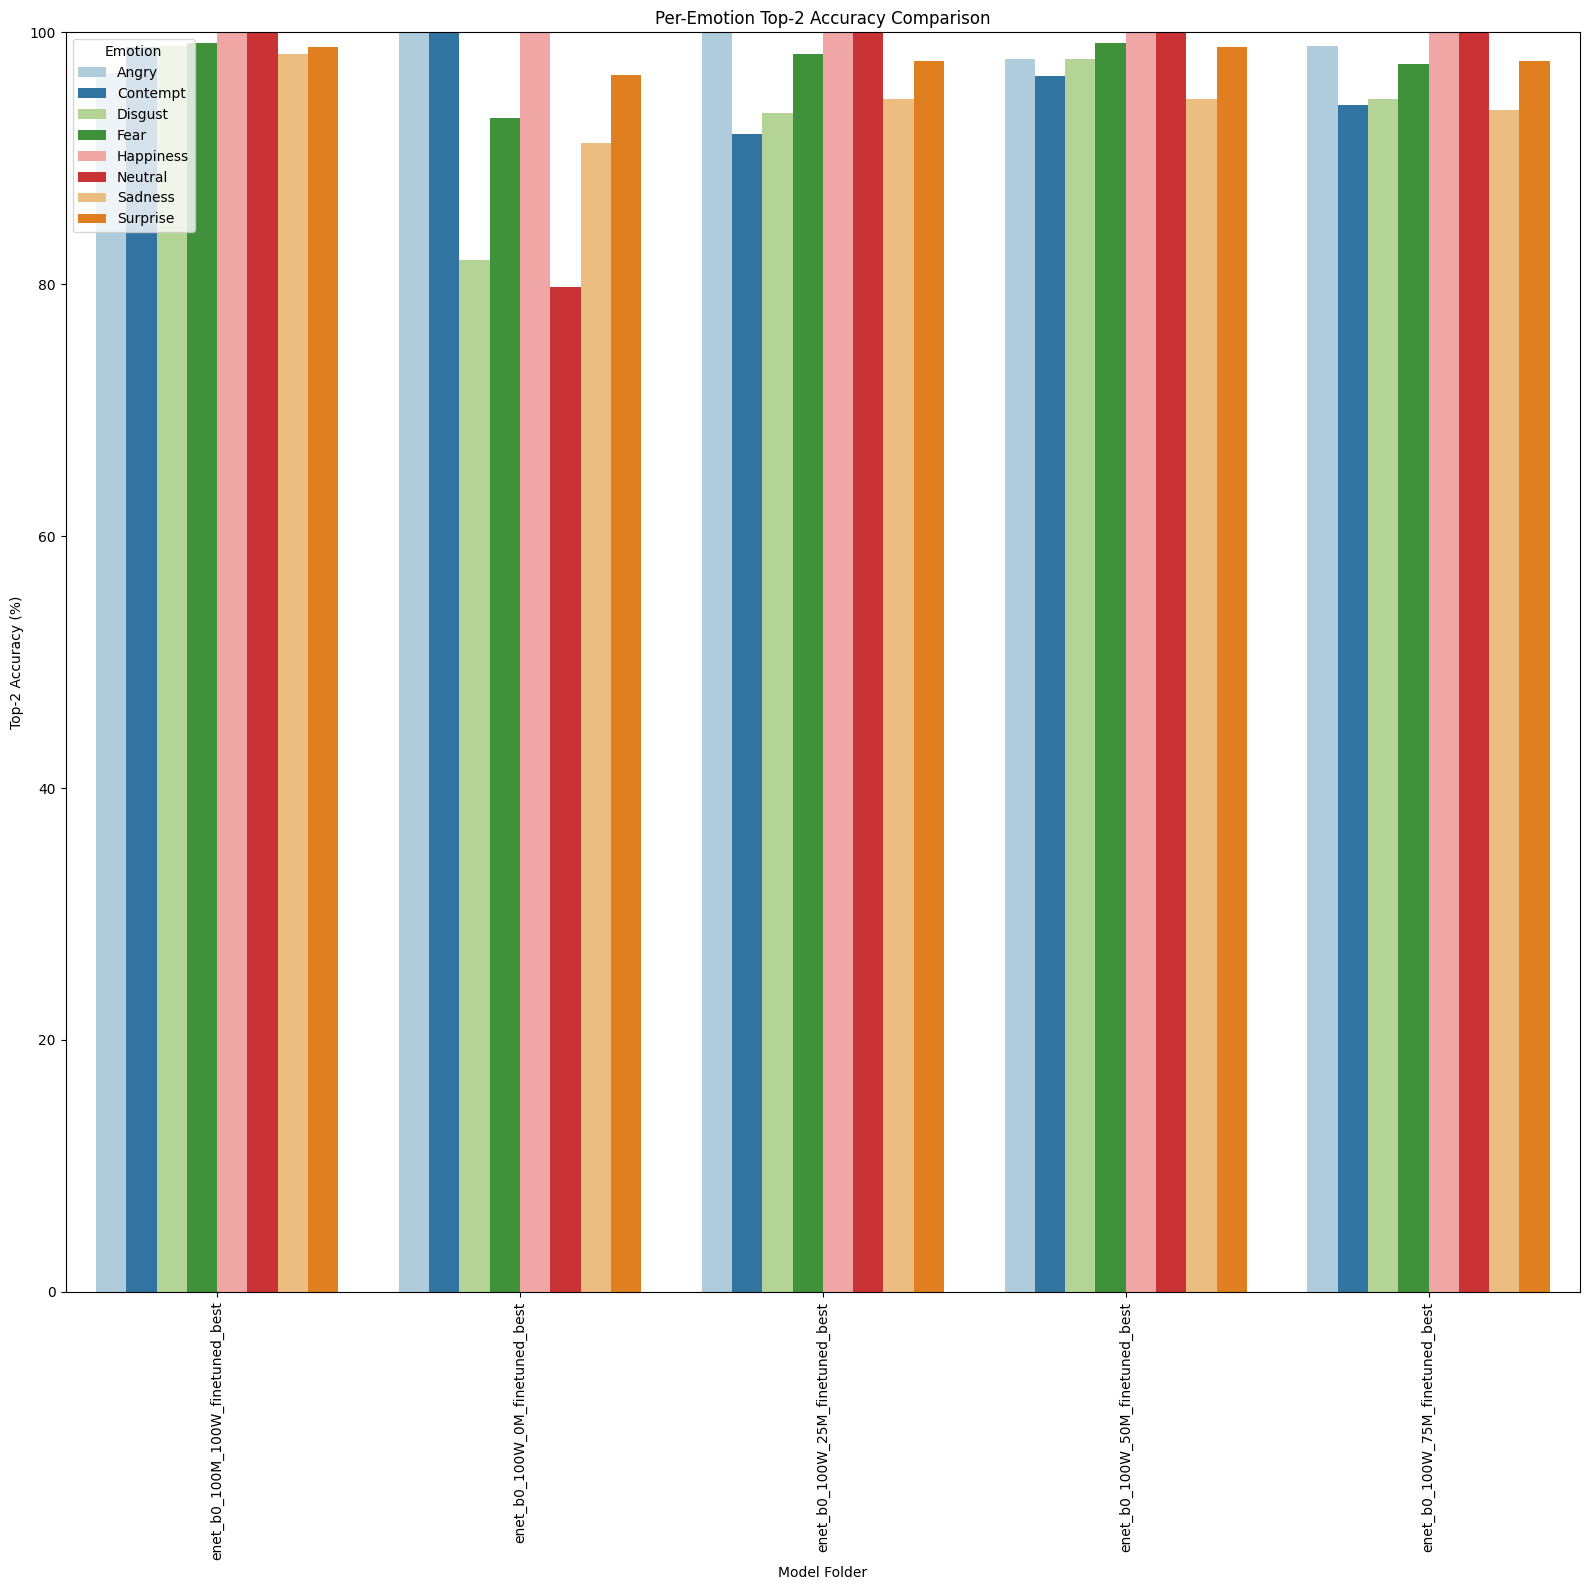 Per-Emotion Top-2 Accuracy Comparison
Emotion
Angry
Contempt
Disgust
Fear
Happiness
Neutral
Sadness
Surprise
100
80
60
40
20
0
Top-2 Accuracy (%)
enet_b0_100M_100W_finetuned_best
enet_b0_100W_0M_finetuned_best
enet_b0_100W_25M_finetuned_best
enet_b0_100W_50M_finetuned_best
enet_b0_100W_75M_finetuned_best
Model Folder